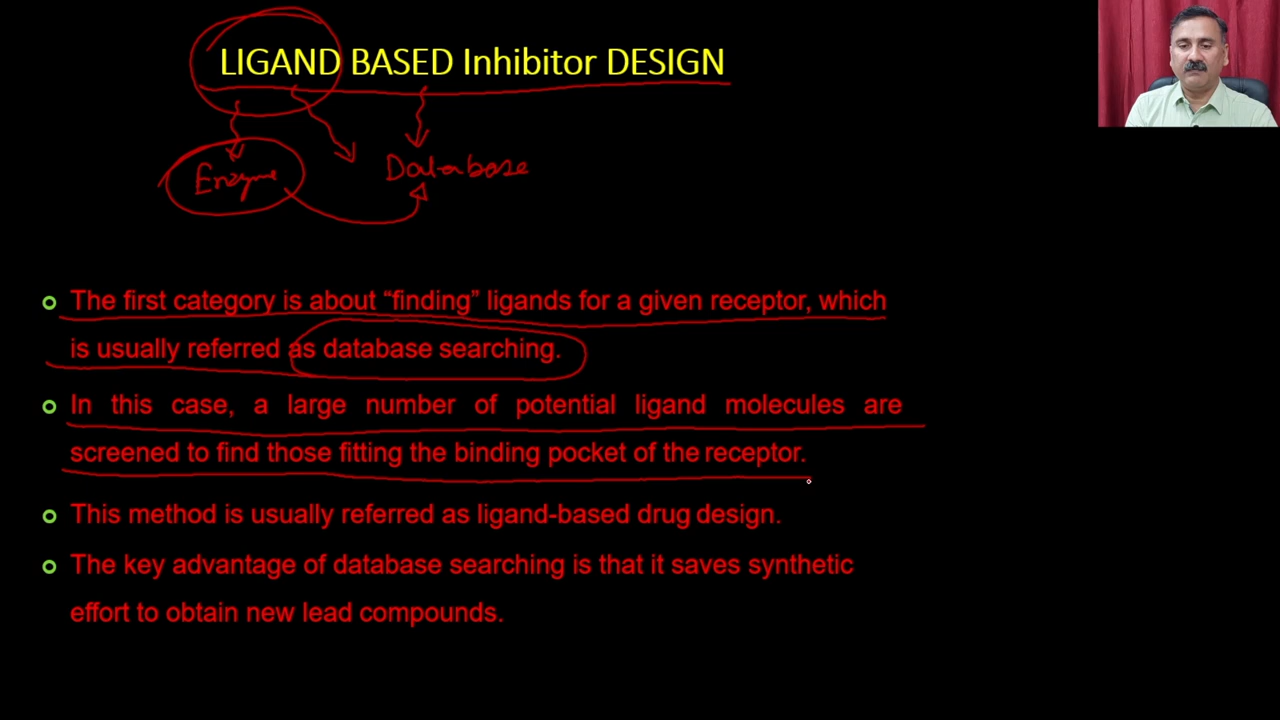 LIGAND BASED Inhibitor DESIGN
Enzyme
Database
The first category is about “finding” ligands for a given receptor, which
is usually referred as database searching.
In this case, a large number of potential ligand molecules are
screened to find those fitting the binding pocket of the receptor.
This method is usually referred as ligand-based drug design.
The key advantage of database searching is that it saves synthetic
effort to obtain new lead compounds.